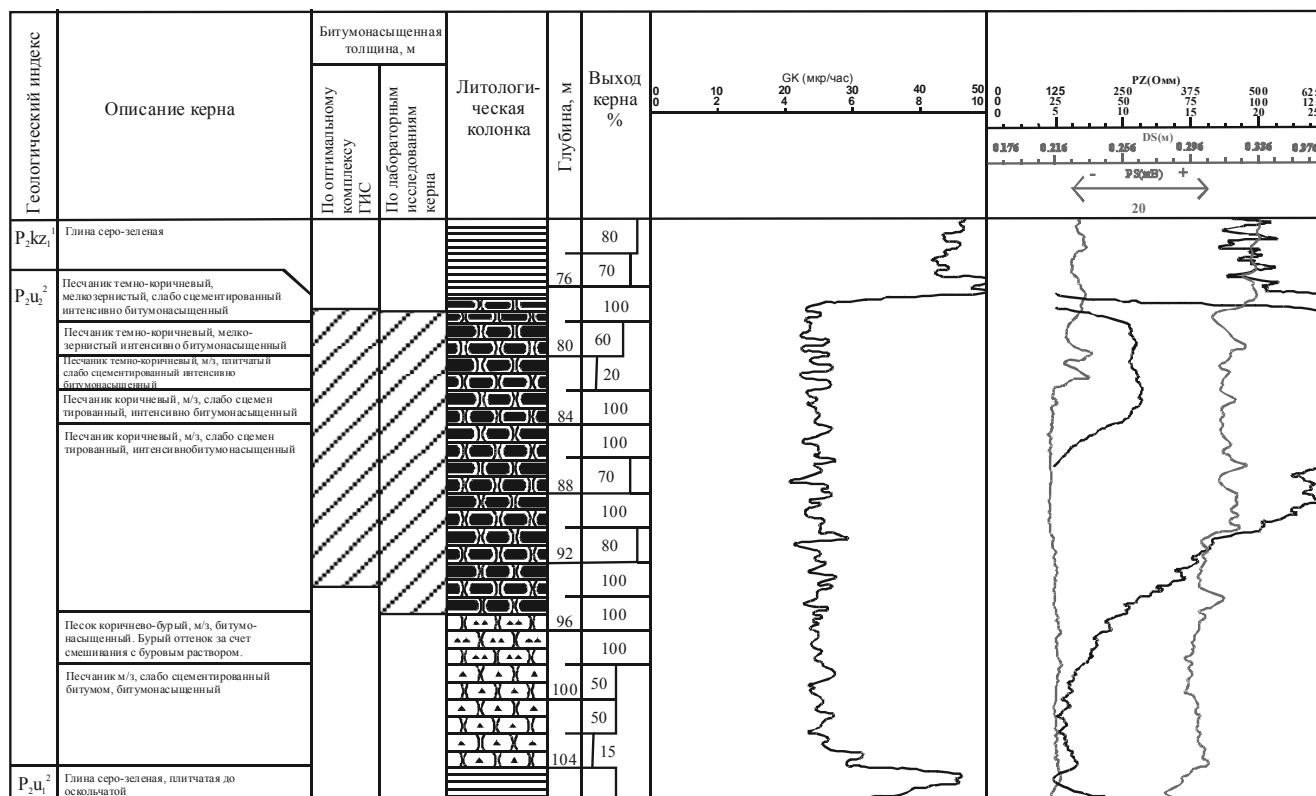 Геологический индекс
Описание керна
Битумонасыщенная
толщина, м
По оптимальному
комплексу
ГИС
По лабораторным
исследованиям
керна
Литологи-
ческая
колонка
Глубина, м
Выход
керна
%
GK (мкр/час)
0 10 20 40 50
0 2 4 6 8 10
PZ(Омм)
0 125 250 375 500
0 25 50 75 100
0 5 10 15 20
DS(м)
0.176 0.216 0.256 0.296 0.336 0.376
- PS(мВ) +
20
P₂kz₁¹
Глина серо-зеленая
80
70
76
P₂u₂²
Песчаник темно-коричневый,
мелкозернистый, слабо сцементированный
интенсивно битумонасыщенный
100
Песчаник темно-коричневый, мелко-
зернистый интенсивно битумонасыщенный
60
80
Песчаник темно-коричневый, м/з, плитчатый
слабо сцементированный интенсивно
битумонасыщенный
20
Песчаник коричневый, м/з, слабо сцемен
тированный, интенсивно битумонасыщенный
100
84
Песчаник коричневый, м/з, слабо сцемен
тированный, интенсивнобитумонасыщенный
100
70
88
100
80
92
100
100
96
Песок коричнево-бурый, м/з, битумо-
насыщенный. Бурый оттенок за счет
смешивания с буровым раствором.
100
Песчаник м/з, слабо сцементированный
битумом, битумонасыщенный
50
100
50
15
104
P₂u₁²
Глина серо-зеленая, плитчатая до
оскольчатой